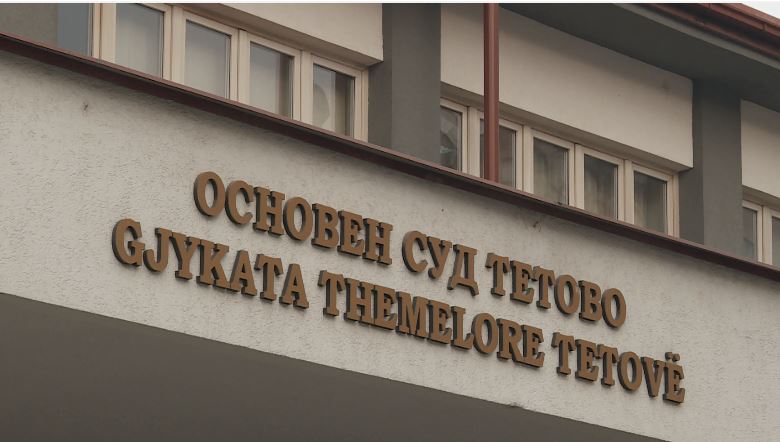 ОСНОВЕН СУД ТЕТОВО
GJYKATA THEMELORE TETOVË